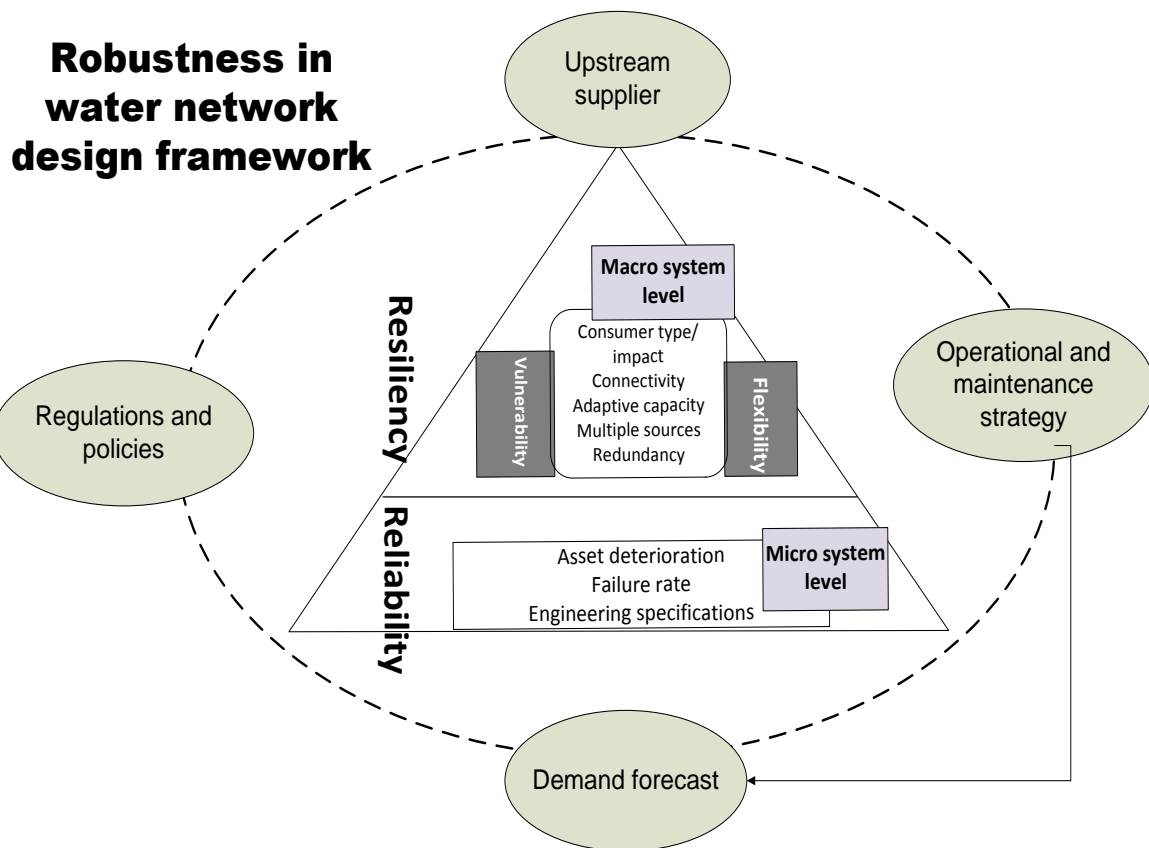 Robustness in
water network
design framework
Upstream
supplier
Macro system
level
Resiliency
Consumer type/
impact
Connectivity
Adaptive capacity
Multiple sources
Redundancy
Vulnerability
Flexibility
Operational and
maintenance
strategy
Regulations and
policies
Reliability
Asset deterioration
Failure rate
Engineering specifications
Micro system
level
Demand forecast